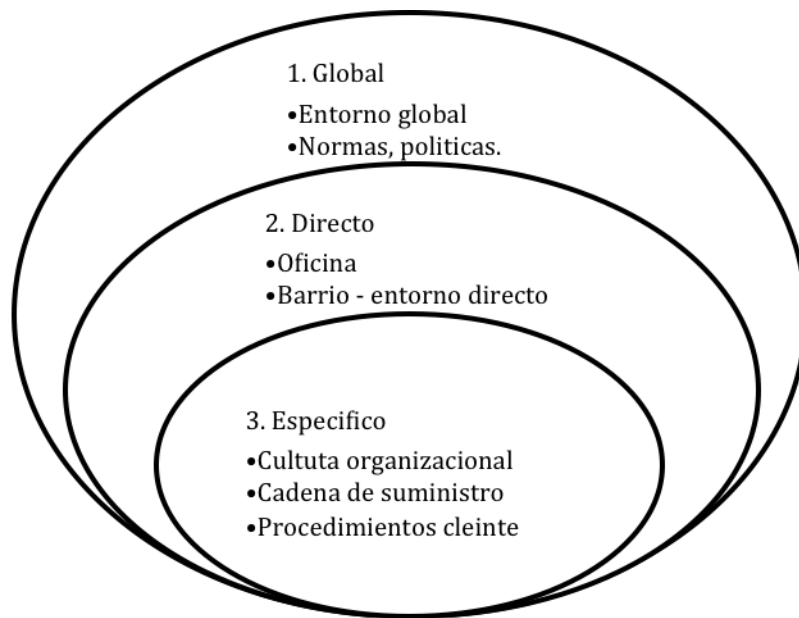 1. Global
•Entorno global
•Normas, politicas.
2. Directo
•Oficina
•Barrio - entorno directo
3. Especifico
•Cultuta organizacional
•Cadena de suministro
•Procedimientos cleinte